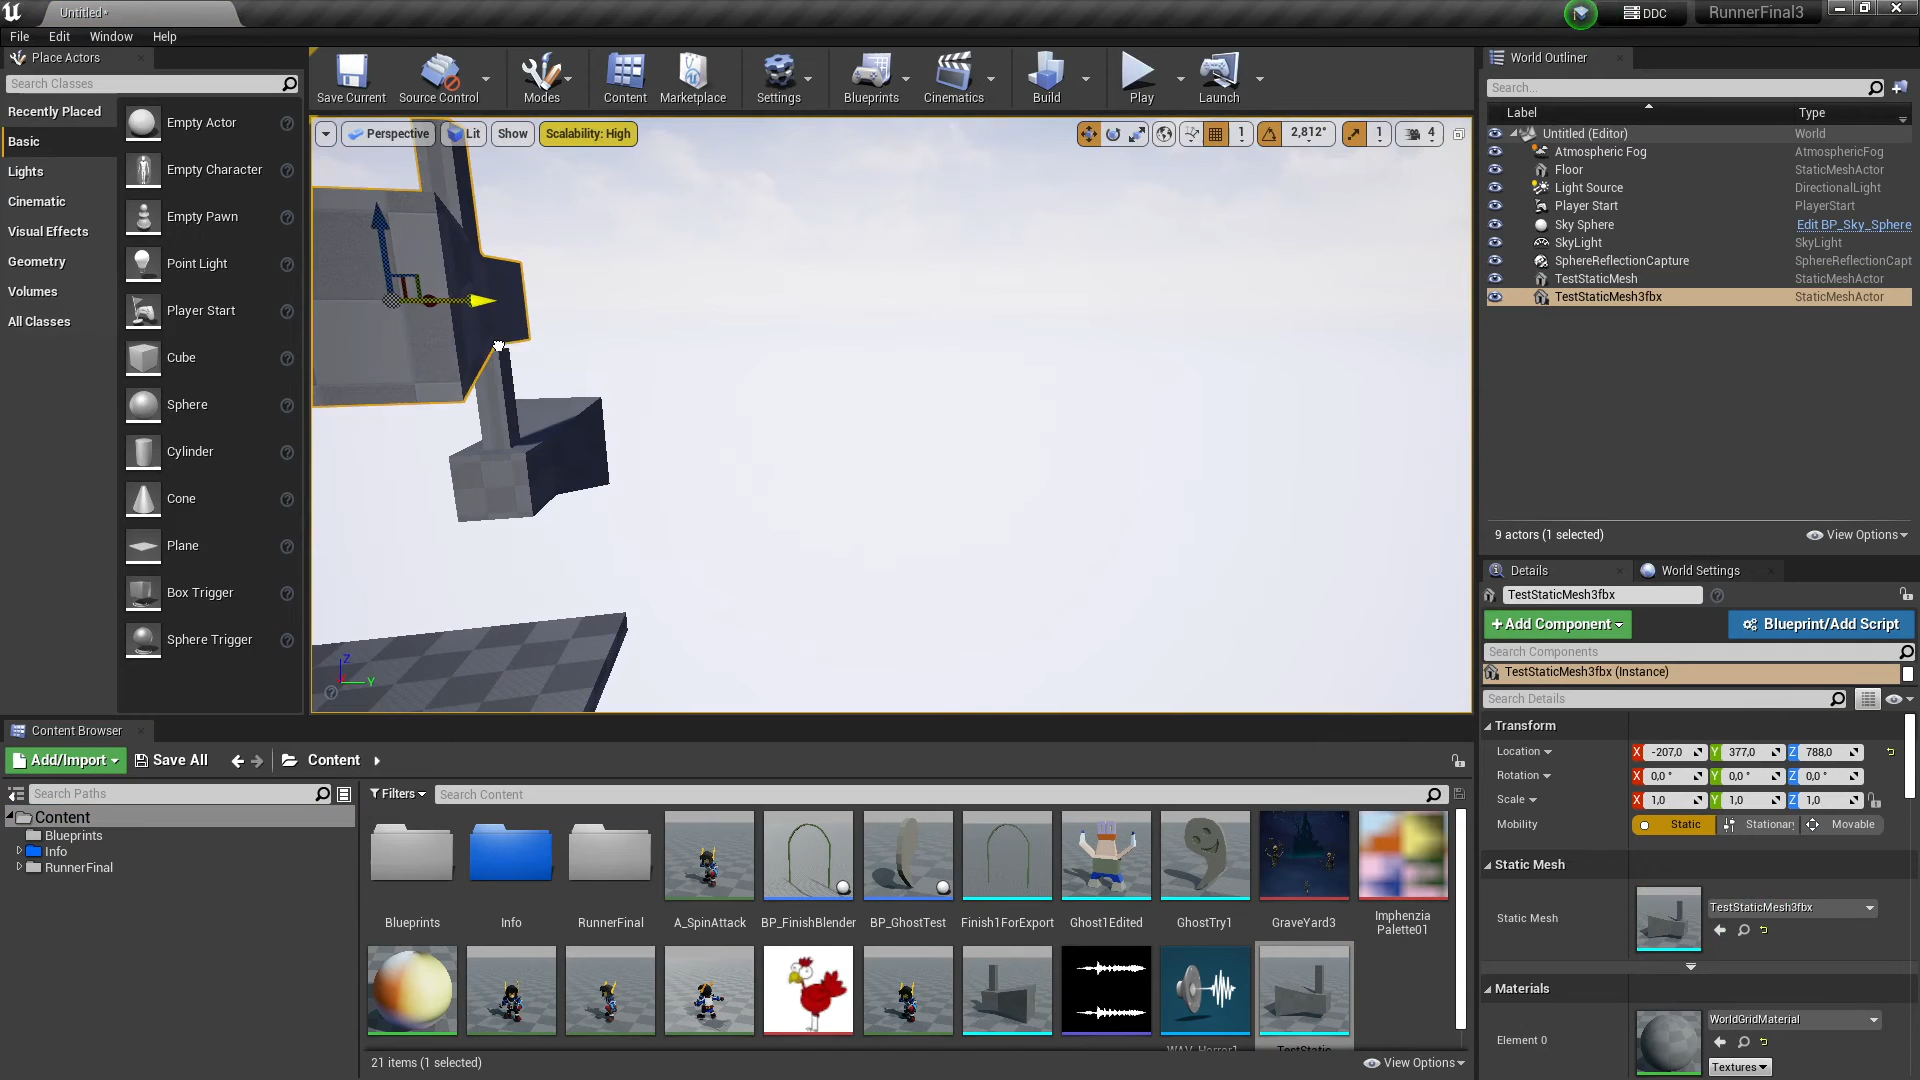 Untitled*
DDC
RunnerFinal3
File Edit Window Help
Place Actors
Search Classes
Recently Placed
Basic
Lights
Cinematic
Visual Effects
Geometry
Volumes
All Classes
Empty Actor
Empty Character
Empty Pawn
Point Light
Player Start
Cube
Sphere
Cylinder
Cone
Plane
Box Trigger
Sphere Trigger
Save Current
Source Control
Modes
Content
Marketplace
Settings
Blueprints
Cinematics
Build
Play
Launch
Perspective
Lit
Show
Scalability: High
1
2,812°
1
4
Z
Y
World Outliner
Search...
Label Type
Untitled (Editor) World
Atmospheric Fog AtmosphericFog
Floor StaticMeshActor
Light Source DirectionalLight
Player Start PlayerStart
Sky Sphere Edit BP_Sky_Sphere
SkyLight SkyLight
SphereReflectionCapture SphereReflectionCapt
TestStaticMesh StaticMeshActor
TestStaticMesh3fbx StaticMeshActor
9 actors (1 selected)
View Options
Details
World Settings
TestStaticMesh3fbx
+Add Component
Blueprint/Add Script
Search Components
TestStaticMesh3fbx (Instance)
Search Details
Transform
Location X -207,0 Y 377,0 Z 788,0
Rotation X 0,0 ° Y 0,0 ° Z 0,0 °
Scale X 1,0 Y 1,0 Z 1,0
Mobility Static Stationar Movable
Static Mesh
Static Mesh
TestStaticMesh3fbx
Materials
Element 0
WorldGridMaterial
Textures
Content Browser
Add/Import
Save All
Content
Search Paths
Filters
Search Content
Content
Blueprints
Info
RunnerFinal
Blueprints
Info
RunnerFinal
A_SpinAttack
BP_FinishBlender
BP_GhostTest
Finish1ForExport
Ghost1Edited
GhostTry1
GraveYard3
Imphenzia
Palette01
21 items (1 selected)
View Options